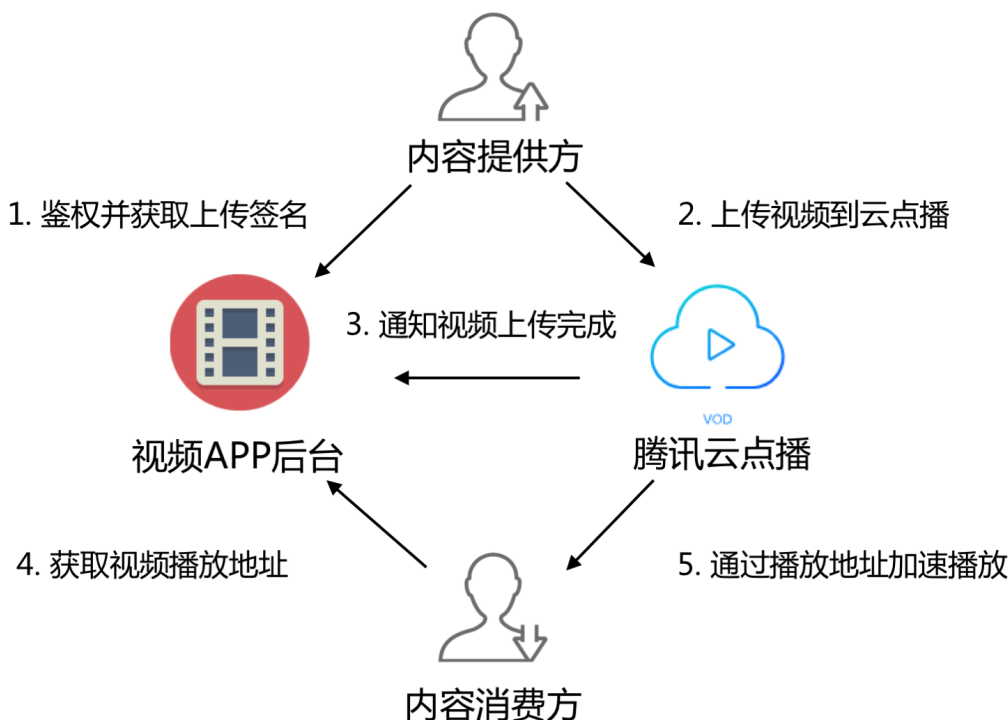 内容提供方
1. 鉴权并获取上传签名
2. 上传视频到云点播
3. 通知视频上传完成
VOD
视频APP后台
腾讯云点播
4. 获取视频播放地址
5. 通过播放地址加速播放
内容消费方